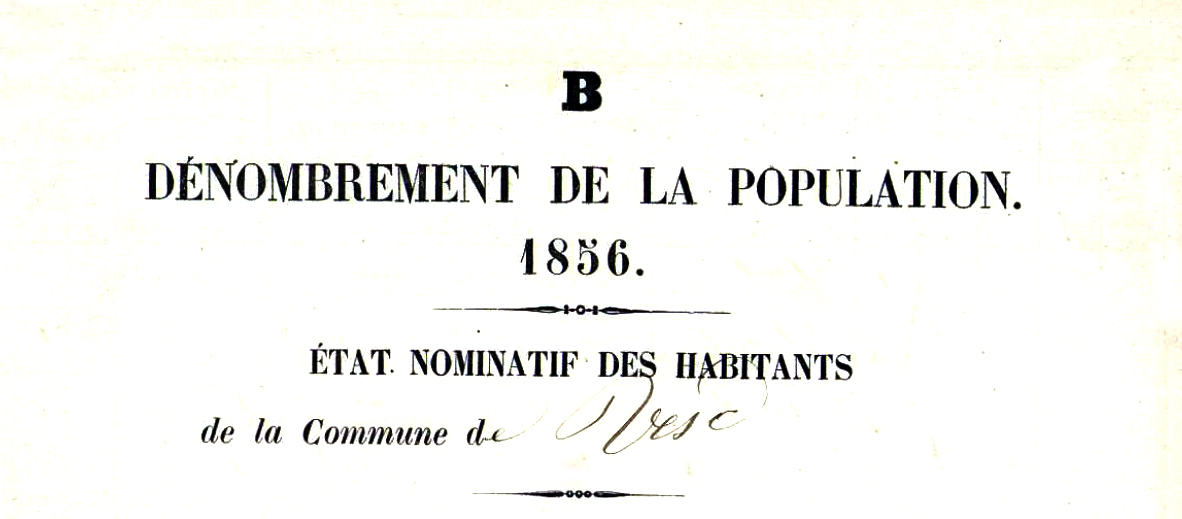 B
DÉNOMBREMENT DE LA POPULATION.
1856.
ÉTAT NOMINATIF DES HABITANTS
de la Commune de